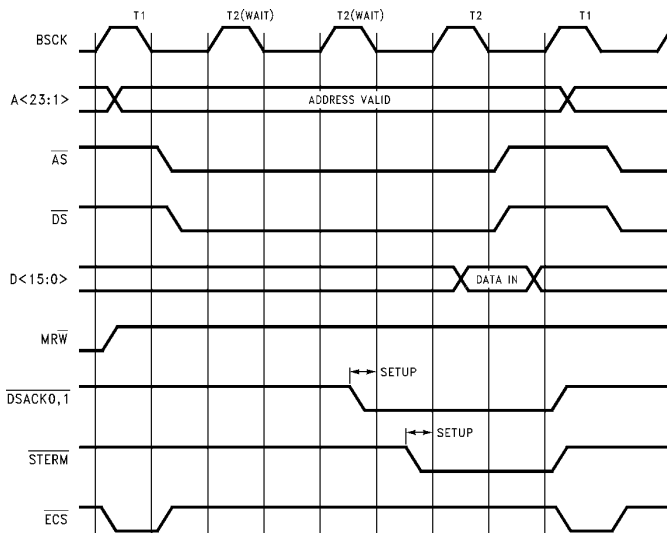 T1 T2(WAIT) T2(WAIT) T2 T1
BSCK
A<23:1> ADDRESS VALID
AS
DS
D<15:0> DATA IN
MRW
SETUP
DSACK0,1
SETUP
STERM
ECS